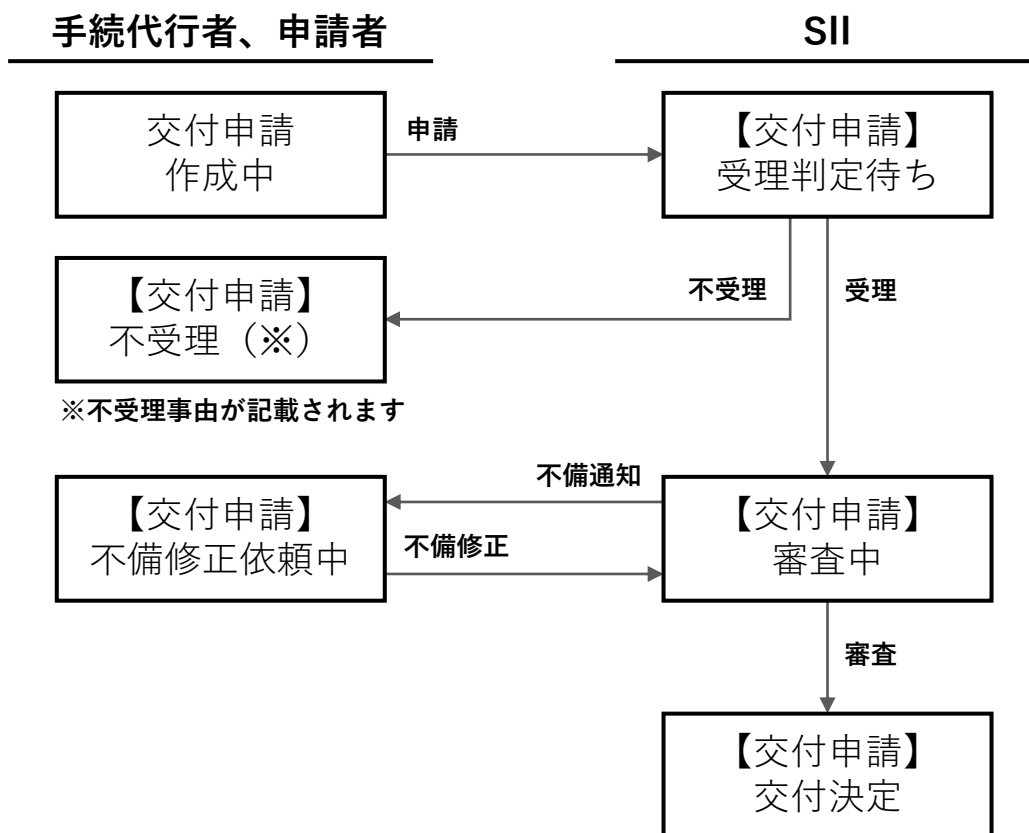 手続代行者、申請者
SII
交付申請
作成中
申請
【交付申請】
受理判定待ち
【交付申請】
不受理（※）
不受理
受理
※不受理事由が記載されます
【交付申請】
不備修正依頼中
不備通知
不備修正
【交付申請】
審査中
審査
【交付申請】
交付決定